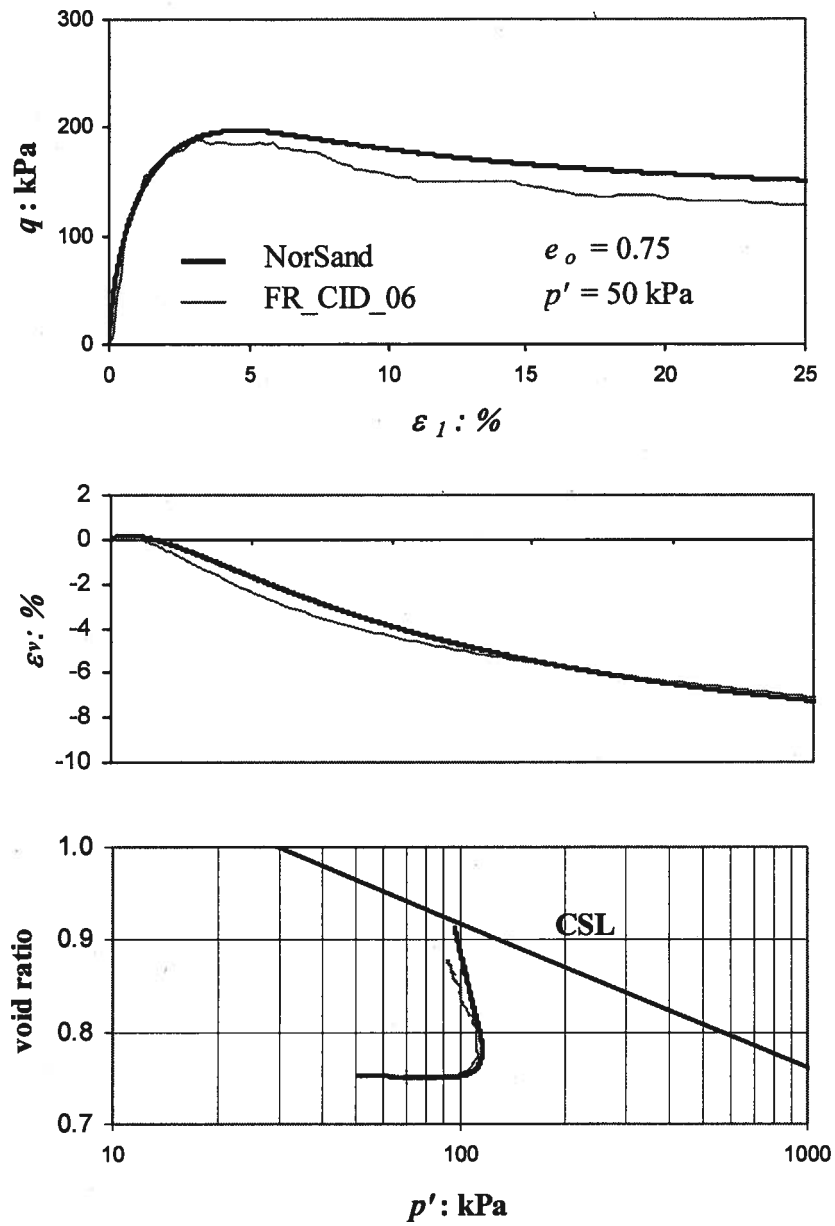 300
200
100
0
q : kPa
NorSand
FR_CID_06
e o = 0.75
p' = 50 kPa
0
5
10
15
20
25
ε 1 : %
2
0
-2
-4
-6
-8
-10
εv: %
1.0
0.9
0.8
0.7
void ratio
CSL
10
100
1000
p' : kPa